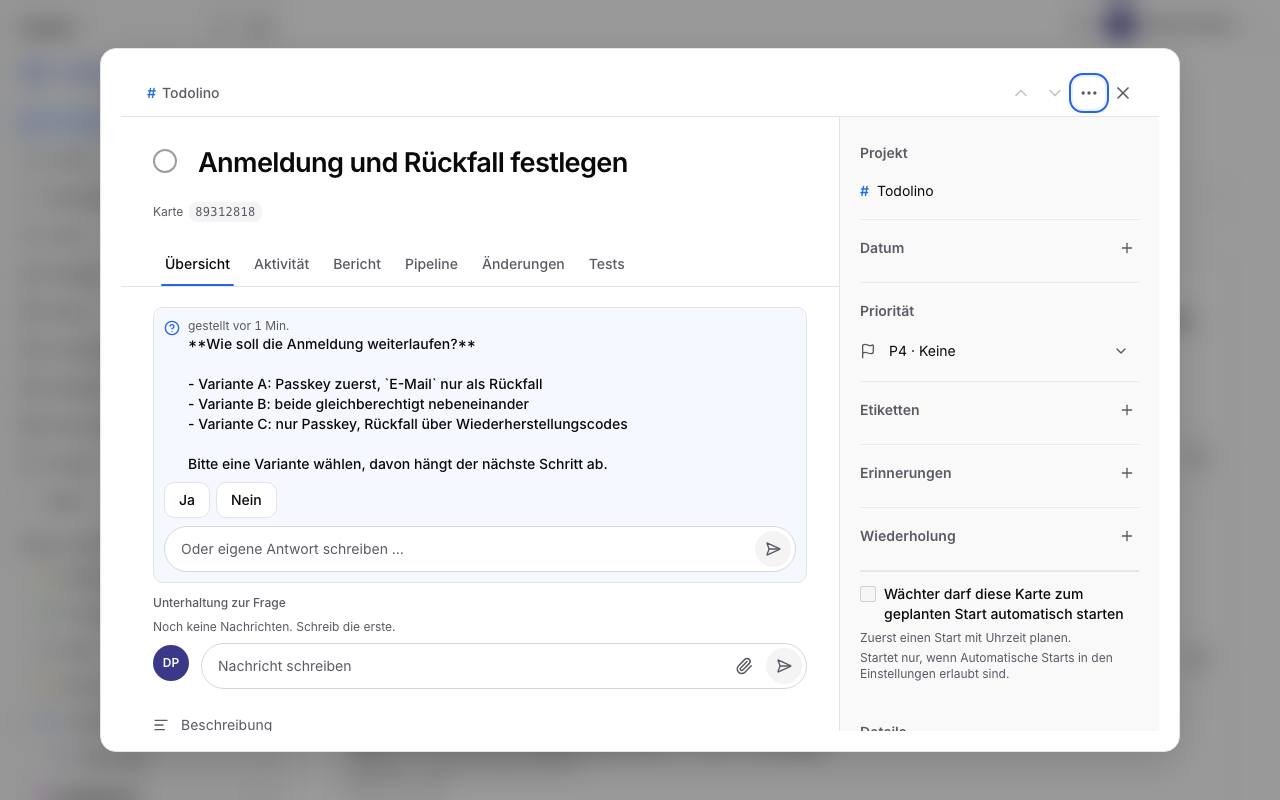 # Todolino
Anmeldung und Rückfall festlegen
Karte 89312818
Übersicht Aktivität Bericht Pipeline Änderungen Tests
gestellt vor 1 Min.
**Wie soll die Anmeldung weiterlaufen?**
- Variante A: Passkey zuerst, `E-Mail` nur als Rückfall
- Variante B: beide gleichberechtigt nebeneinander
- Variante C: nur Passkey, Rückfall über Wiederherstellungscodes
Bitte eine Variante wählen, davon hängt der nächste Schritt ab.
Ja Nein
Oder eigene Antwort schreiben ...
Unterhaltung zur Frage
Noch keine Nachrichten. Schreib die erste.
DP Nachricht schreiben
Beschreibung
Projekt
# Todolino
Datum
Priorität
P4 · Keine
Etiketten
Erinnerungen
Wiederholung
Wächter darf diese Karte zum
geplanten Start automatisch starten
Zuerst einen Start mit Uhrzeit planen.
Startet nur, wenn Automatische Starts in den
Einstellungen erlaubt sind.
Details